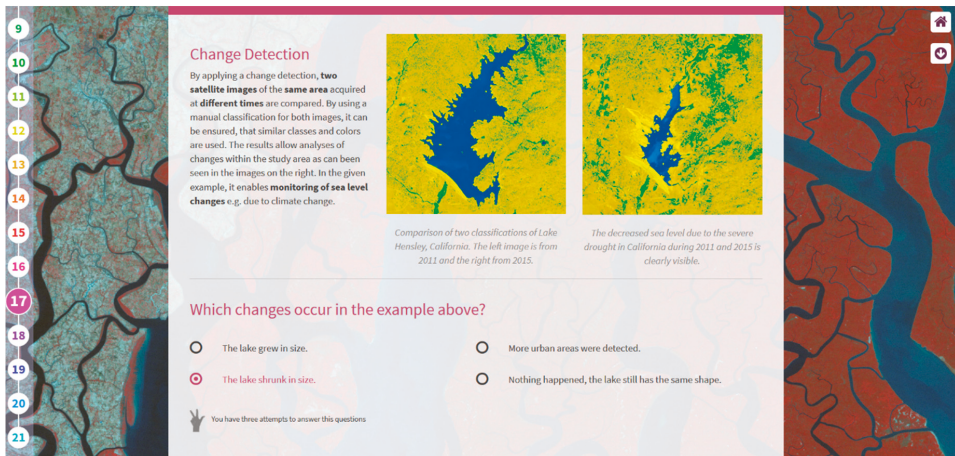 9
10
11
12
13
14
15
16
17
18
19
20
21
Change Detection
By applying a change detection, two
satellite images of the same area acquired
at different times are compared. By using a
manual classification for both images, it can
be ensured, that similar classes and colors
are used. The results allow analyses of
changes within the study area as can been
seen in the images on the right. In the given
example, it enables monitoring of sea level
changes e.g. due to climate change.
Comparison of two classifications of Lake
Hensley, California. The left image is from
2011 and the right from 2015.
The decreased sea level due to the severe
drought in California during 2011 and 2015 is
clearly visible.
Which changes occur in the example above?
The lake grew in size.
The lake shrunk in size.
More urban areas were detected.
Nothing happened, the lake still has the same shape.
You have three attempts to answer this questions